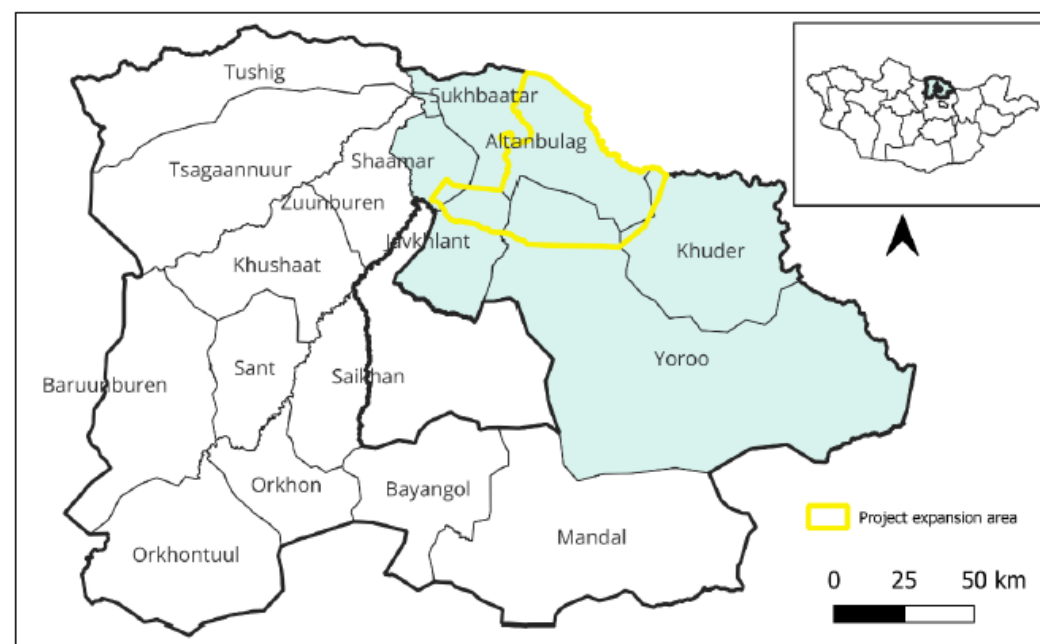 Tushig
Sukhbaatar
Altanbulag
Shaamar
Tsagaannuur
Zuunburen
Javkhlant
Khuder
Khushaat
Yoroo
Sant
Saikhan
Baruunburen
Orkhon
Bayangol
Project expansion area
Mandal
Orkhontuul
0 25 50 km